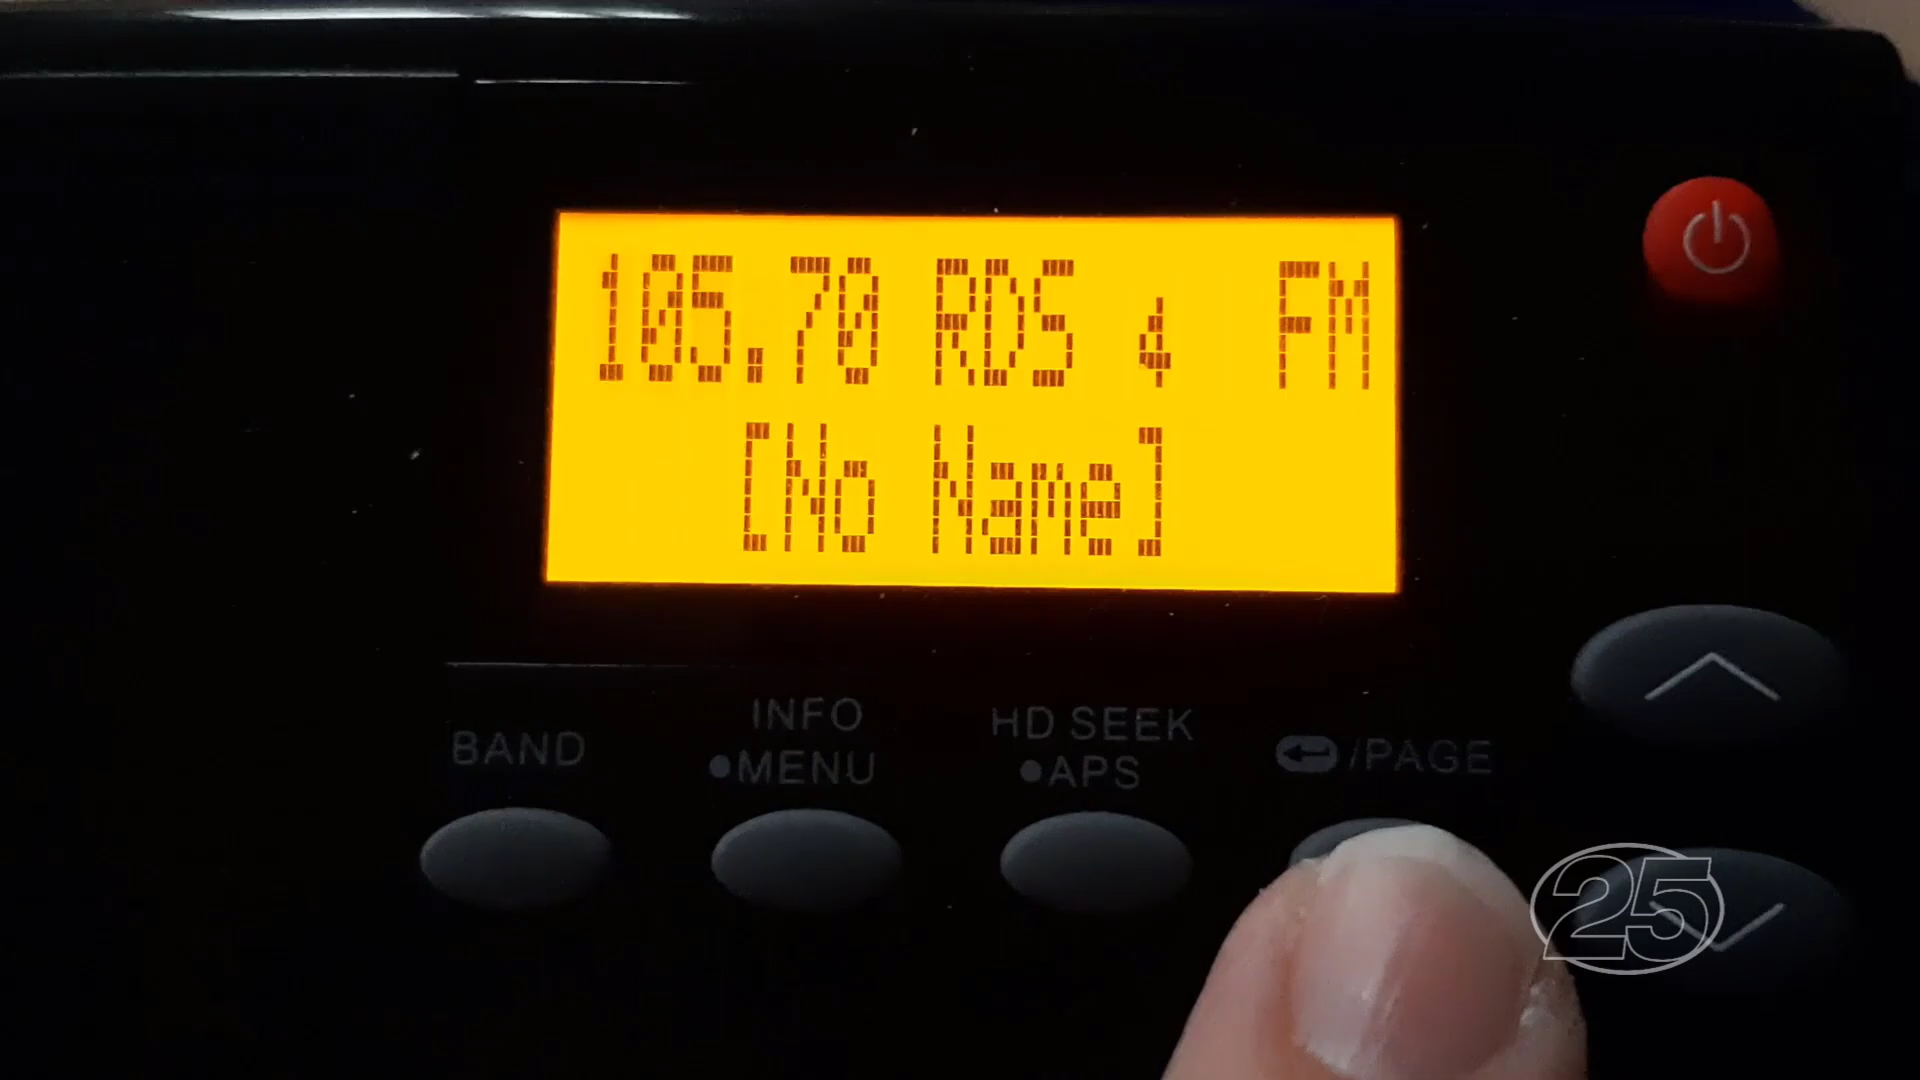 105.70 RDS FM
[No Name]
BAND
INFO
•MENU
HD SEEK
•APS
/PAGE
25